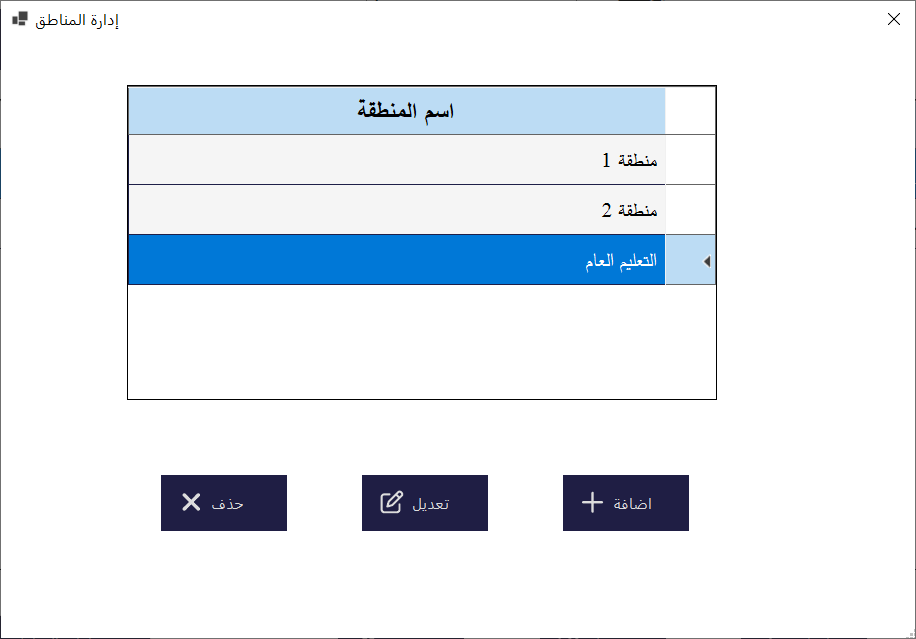 إدارة المناطق
اسم المنطقة
منطقة 1
منطقة 2
التعليم العام
اضافة
تعديل
حذف